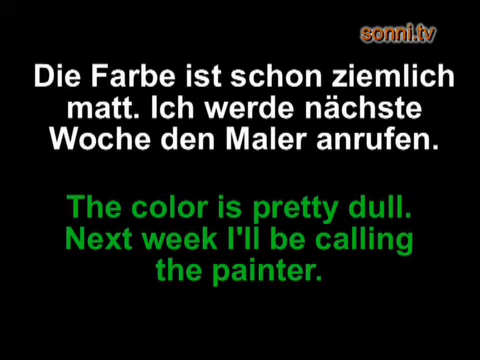 sonni.tv
Die Farbe ist schon ziemlich
matt. Ich werde nächste
Woche den Maler anrufen.
The color is pretty dull.
Next week I'll be calling
the painter.